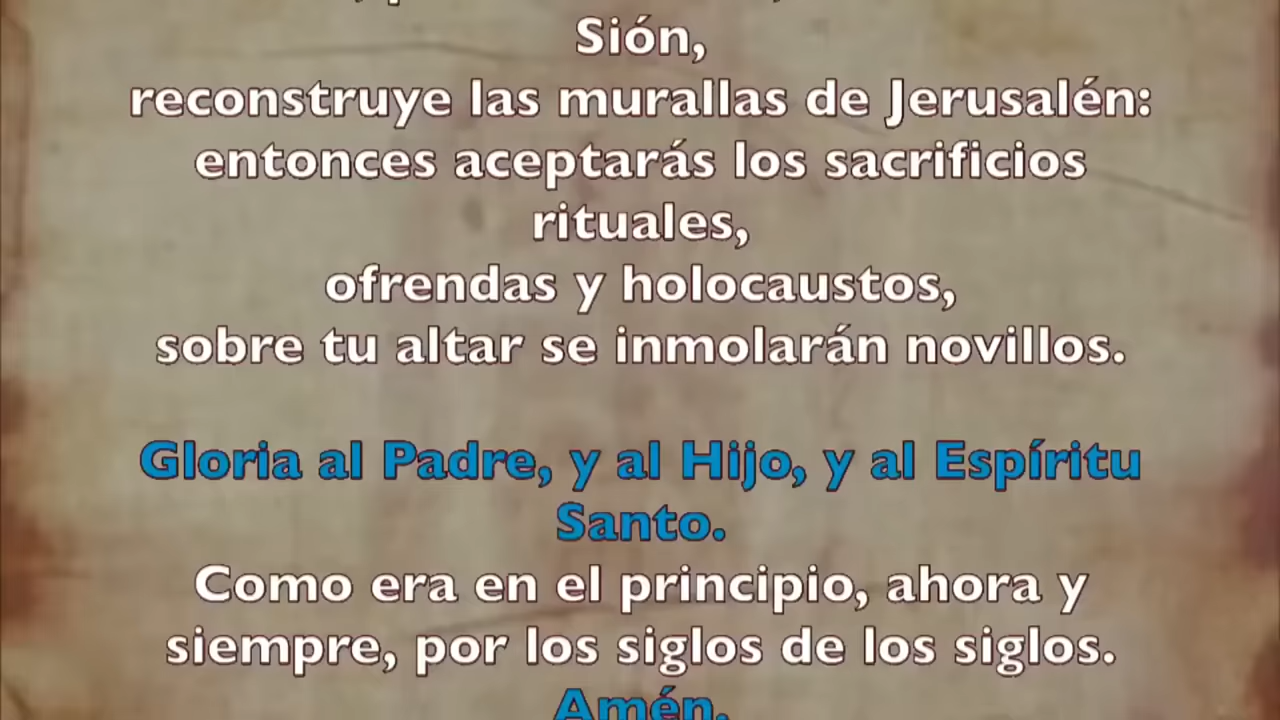 Sión,
reconstruye las murallas de Jerusalén:
entonces aceptarás los sacrificios
rituales,
ofrendas y holocaustos,
sobre tu altar se inmolarán novillos.
Gloria al Padre, y al Hijo, y al Espíritu
Santo.
Como era en el principio, ahora y
siempre, por los siglos de los siglos.
Amén.